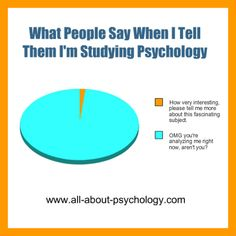 What People Say When I Tell
Them I'm Studying Psychology
How very interesting,
please tell me more
about this fascinating
subject.
OMG you're
analyzing me right
now, aren't you?
www.all-about-psychology.com